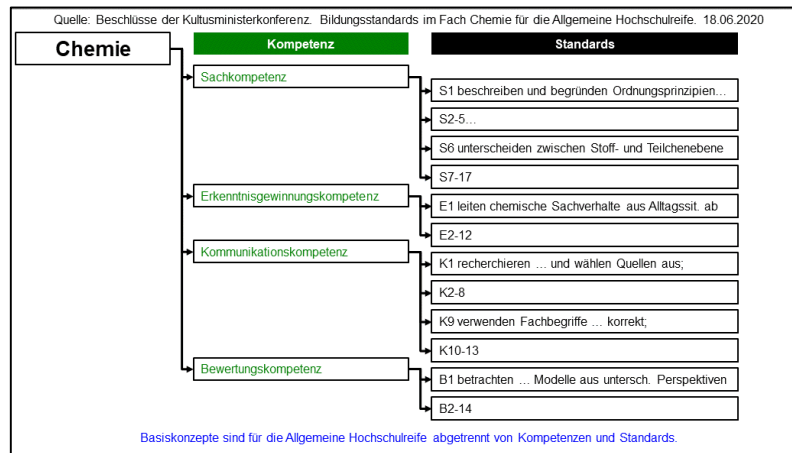 Quelle: Beschlüsse der Kultusministerkonferenz. Bildungsstandards im Fach Chemie für die Allgemeine Hochschulreife. 18.06.2020
Chemie
Kompetenz
Standards
Sachkompetenz
S1 beschreiben und begründen Ordnungsprinzipien...
S2-5...
S6 unterscheiden zwischen Stoff- und Teilchenebene
S7-17
Erkenntnisgewinnungskompetenz
E1 leiten chemische Sachverhalte aus Alltagssit. ab
E2-12
Kommunikationskompetenz
K1 recherchieren ... und wählen Quellen aus;
K2-8
K9 verwenden Fachbegriffe ... korrekt;
K10-13
Bewertungskompetenz
B1 betrachten ... Modelle aus untersch. Perspektiven
B2-14
Basiskonzepte sind für die Allgemeine Hochschulreife abgetrennt von Kompetenzen und Standards.